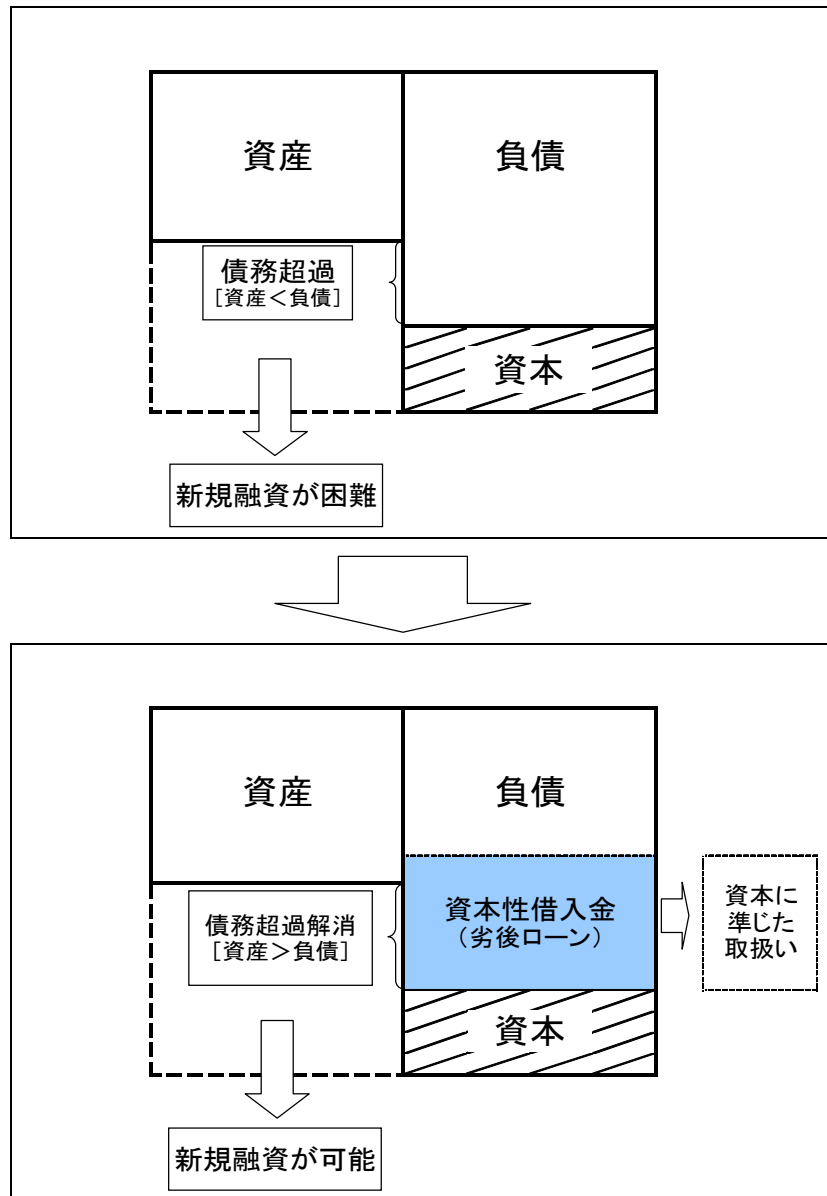 資産
負債
債務超過
[資産＜負債]
資本
新規融資が困難
資産
負債
資本性借入金
（劣後ローン）
資本に
準じた
取扱い
債務超過解消
[資産＞負債]
資本
新規融資が可能